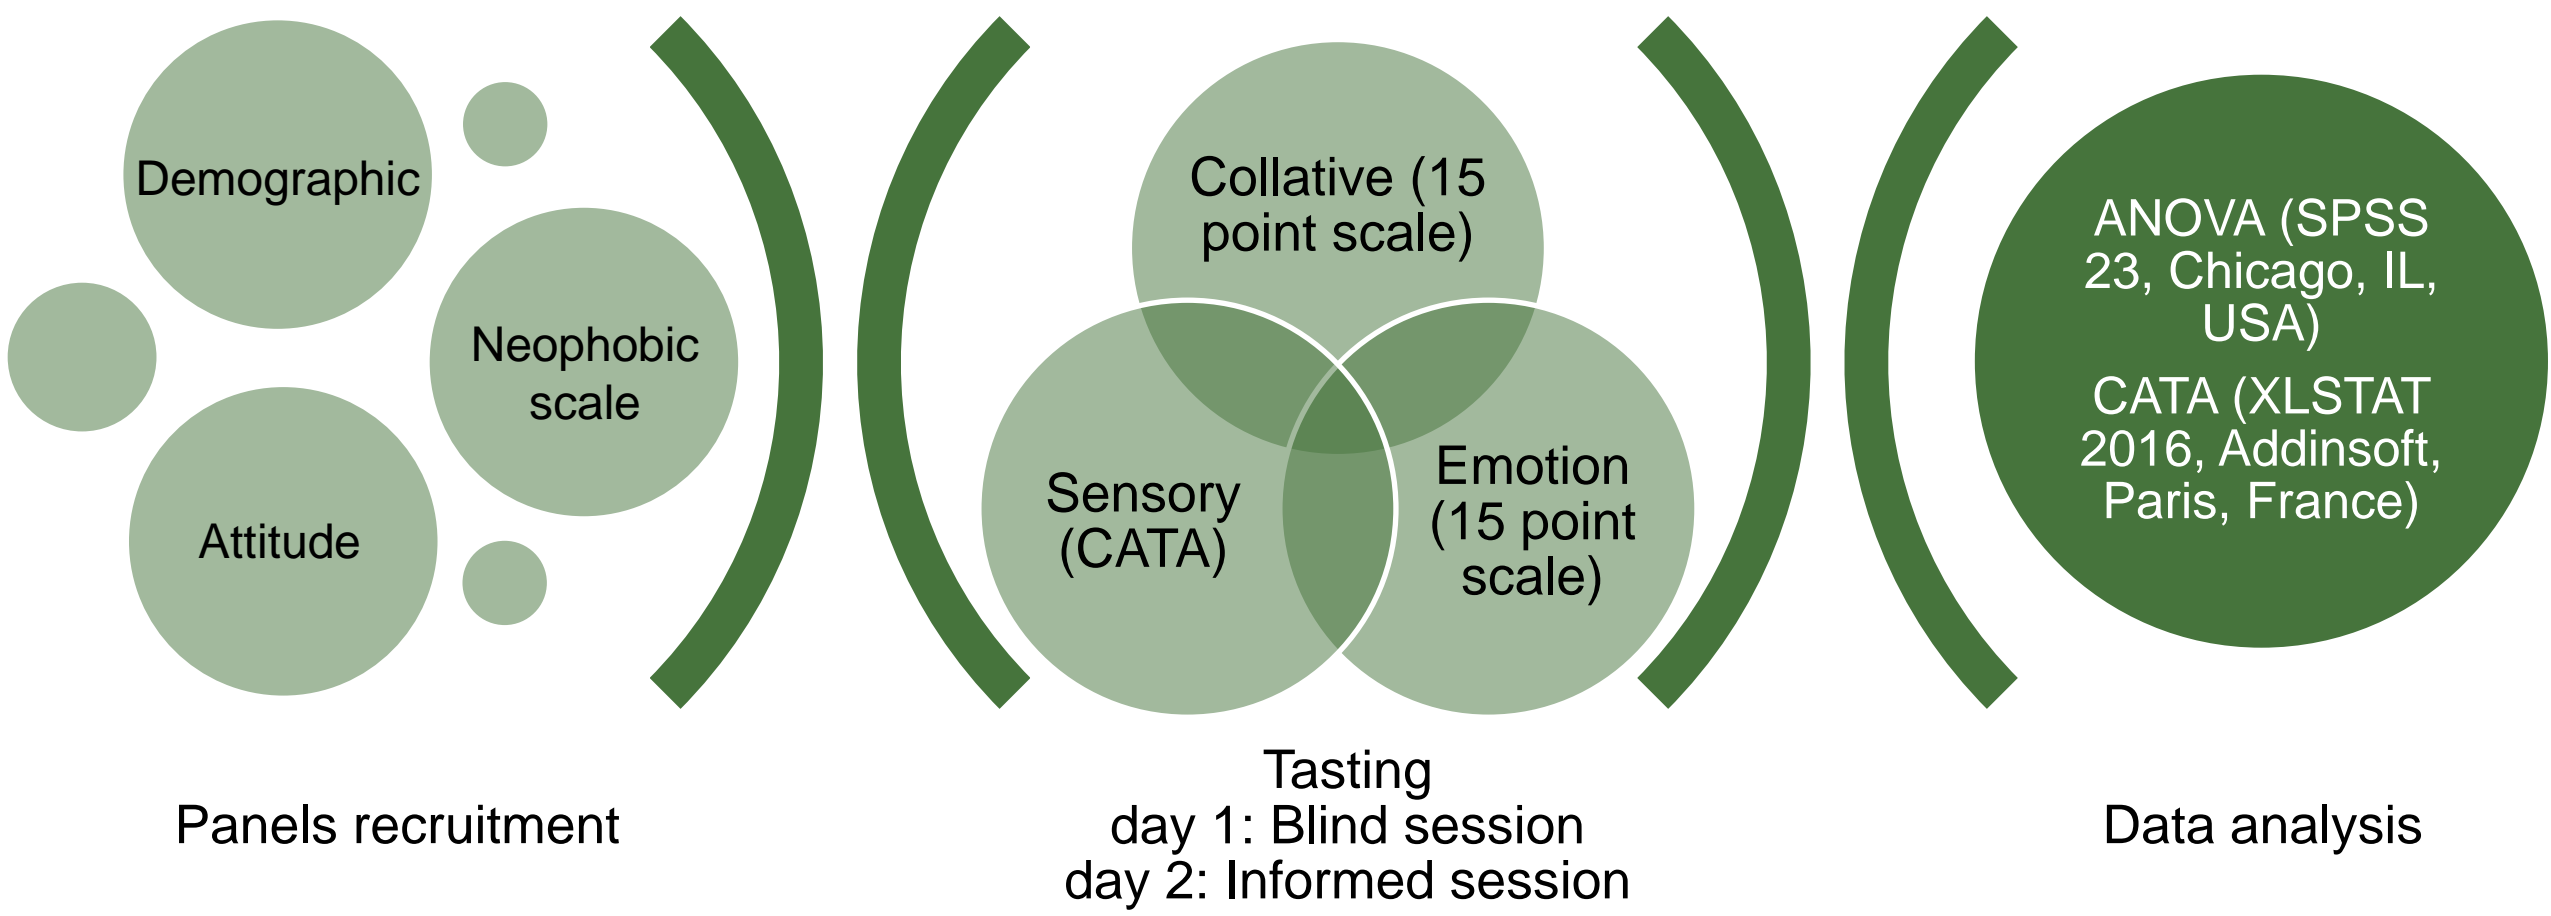 Demographic
Neophobic
scale
Attitude
Panels recruitment
Collative (15
point scale)
Sensory
(CATA)
Emotion
(15 point
scale)
Tasting
day 1: Blind session
day 2: Informed session
ANOVA (SPSS
23, Chicago, IL,
USA)
CATA (XLSTAT
2016, Addinsoft,
Paris, France)
Data analysis